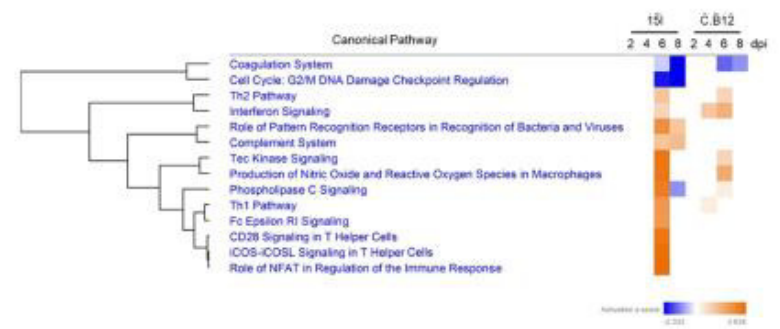 15I C.B12
Canonical Pathway 2 4 6 8 2 4 6 8 dpi
Coagulation System
Cell Cycle: G2/M DNA Damage Checkpoint Regulation
Th2 Pathway
Interferon Signaling
Role of Pattern Recognition Receptors in Recognition of Bacteria and Viruses
Complement System
Tec Kinase Signaling
Production of Nitric Oxide and Reactive Oxygen Species in Macrophages
Phospholipase C Signaling
Th1 Pathway
Fc Epsilon RI Signaling
CD28 Signaling in T Helper Cells
iCOS-iCOSL Signaling in T Helper Cells
Role of NFAT in Regulation of the Immune Response
Activation z-score